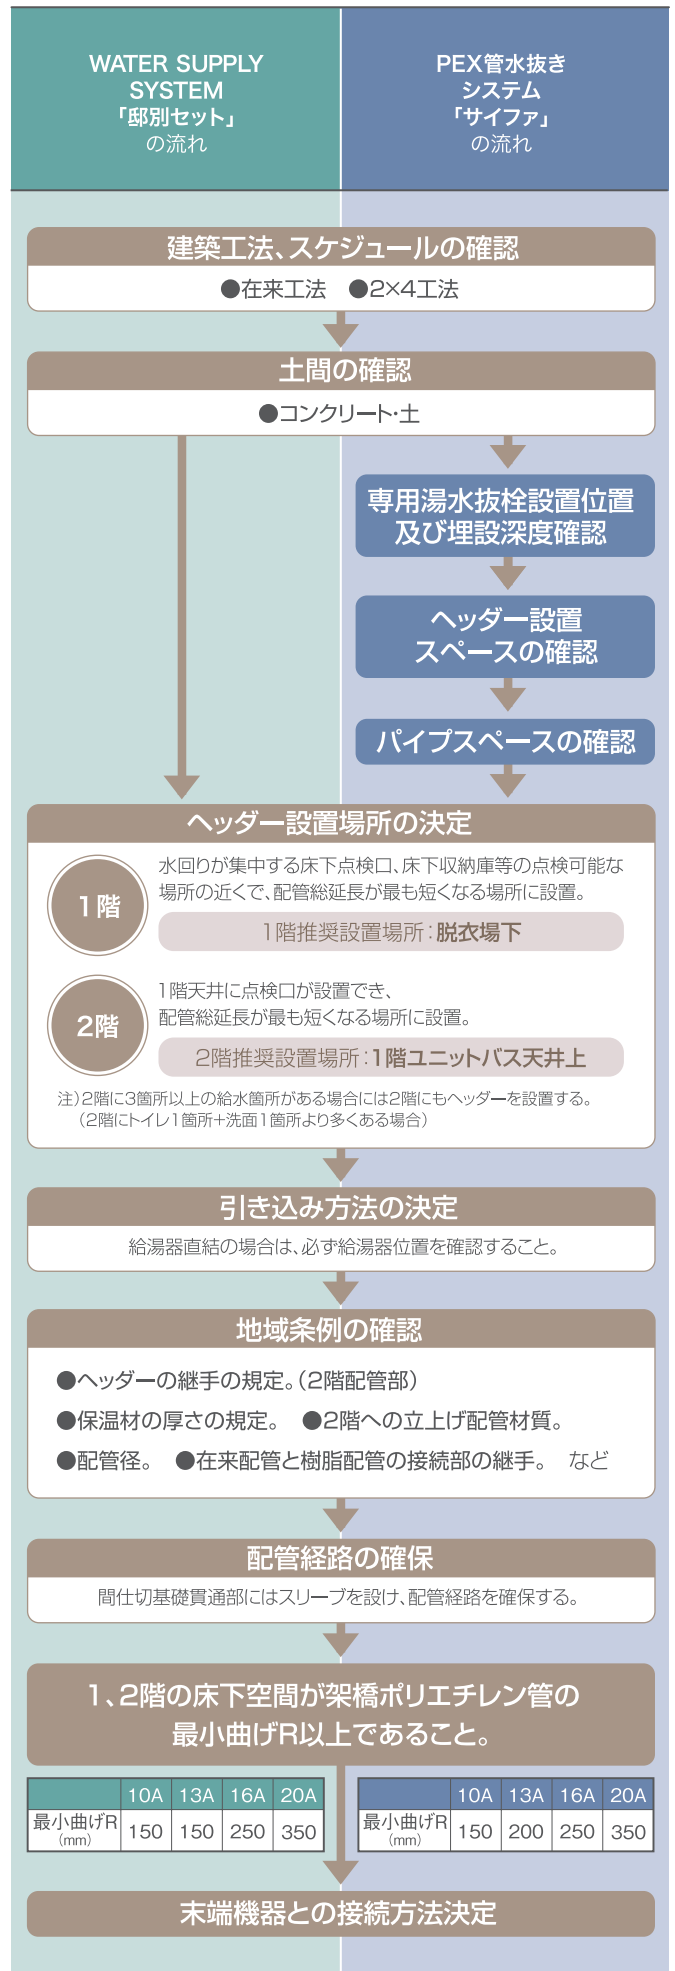 WATER SUPPLY
SYSTEM
「邸別セット」
の流れ
PEX管水抜き
システム
「サイファ」
の流れ
建築工法、スケジュールの確認
●在来工法 ●2×4工法
土間の確認
●コンクリート・土
専用湯水抜栓設置位置
及び埋設深度確認
ヘッダー設置
スペースの確認
パイプスペースの確認
ヘッダー設置場所の決定
1階
水回りが集中する床下点検口、床下収納庫等の点検可能な
場所の近くで、配管総延長が最も短くなる場所に設置。
1階推奨設置場所：脱衣場下
2階
1階天井に点検口が設置でき、
配管総延長が最も短くなる場所に設置。
2階推奨設置場所：1階ユニットバス天井上
注）2階に3箇所以上の給水箇所がある場合には2階にもヘッダーを設置する。
（2階にトイレ1箇所＋洗面1箇所より多くある場合）
引き込み方法の決定
給湯器直結の場合は、必ず給湯器位置を確認すること。
地域条例の確認
●ヘッダーの継手の規定。（2階配管部）
●保温材の厚さの規定。 ●2階への立上げ配管材質。
●配管径。 ●在来配管と樹脂配管の接続部の継手。 など
配管経路の確保
間仕切基礎貫通部にはスリーブを設け、配管経路を確保する。
1、2階の床下空間が架橋ポリエチレン管の
最小曲げR以上であること。
10A 13A 16A 20A
最小曲げR（mm） 150 150 250 350
10A 13A 16A 20A
最小曲げR（mm） 150 200 250 350
末端機器との接続方法決定